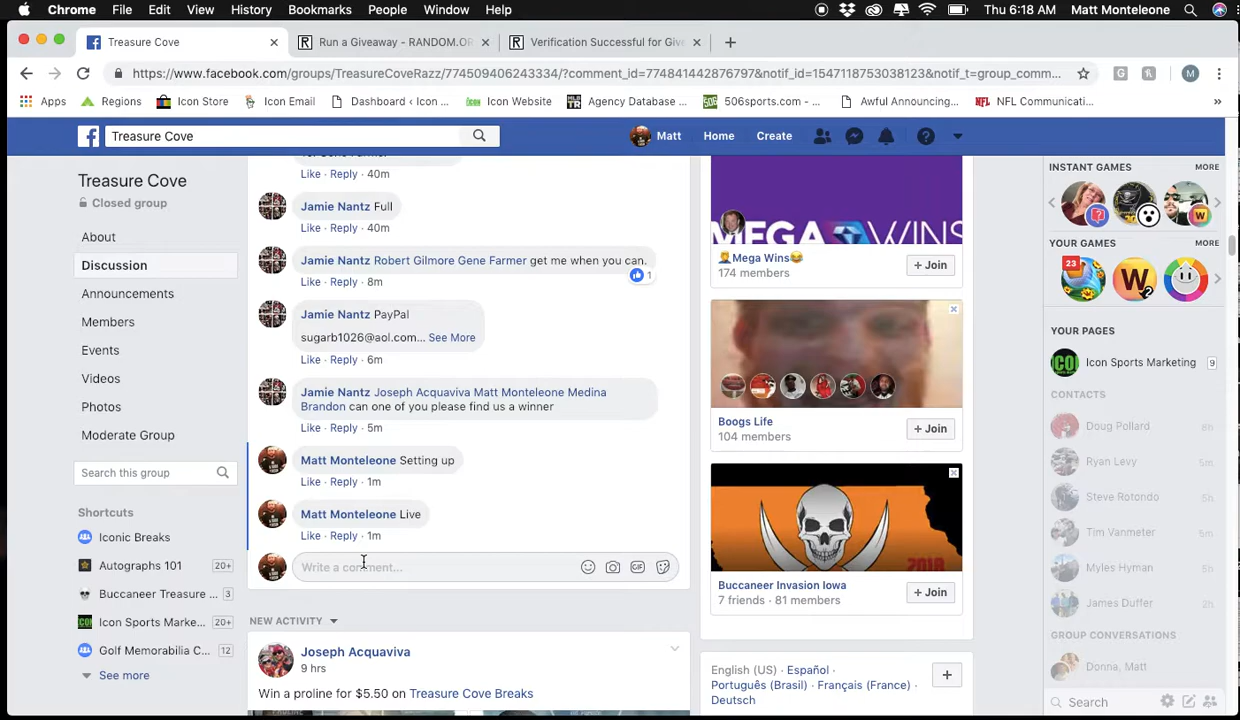 Chrome File Edit View History Bookmarks People Window Help Thu 6:18 AM Matt Monteleone
Treasure Cove Run a Giveaway - RANDOM.OR Verification Successful for Give
https://www.facebook.com/groups/TreasureCoveRazz/774509406243334/?comment_id=774841442876797&notif_id=1547118753038123&notif_t=group_comm...
Apps Regions Icon Store Icon Email Dashboard ‹ Icon ... Icon Website Agency Database ... 506sports.com - ... Awful Announcing... NFL Communicati... »
Treasure Cove Matt Home Create
Treasure Cove
Closed group
About
Discussion
Announcements
Members
Events
Videos
Photos
Moderate Group
Search this group
Shortcuts
Iconic Breaks
Autographs 101 20+
Buccaneer Treasure ... 3
Icon Sports Marke... 20+
Golf Memorabilia C... 12
See more
Like · Reply · 40m
Jamie Nantz Full
Like · Reply · 40m
Jamie Nantz Robert Gilmore Gene Farmer get me when you can.
1
Like · Reply · 8m
Jamie Nantz PayPal
sugarb1026@aol.com... See More
Like · Reply · 6m
Jamie Nantz Joseph Acquaviva Matt Monteleone Medina
Brandon can one of you please find us a winner
Like · Reply · 5m
Matt Monteleone Setting up
Like · Reply · 1m
Matt Monteleone Live
Like · Reply · 1m
Write a comment...
GIF
NEW ACTIVITY
Joseph Acquaviva
9 hrs
Win a proline for $5.50 on Treasure Cove Breaks
MEGA WINS
🤦Mega Wins😂
174 members
+ Join
Boogs Life
104 members
+ Join
2018
Buccaneer Invasion Iowa
7 friends · 81 members
+ Join
English (US) · Español ·
Português (Brasil) · Français (France) ·
Deutsch
+
INSTANT GAMES MORE
W
YOUR GAMES MORE
23
W
YOUR PAGES
Icon Sports Marketing 9
CONTACTS
Doug Pollard 8h
Ryan Levy 5m
Steve Rotondo 5h
Tim Vanmeter 5m
Myles Hyman 5h
James Duffer 2h
GROUP CONVERSATIONS
Donna, Matt
Search